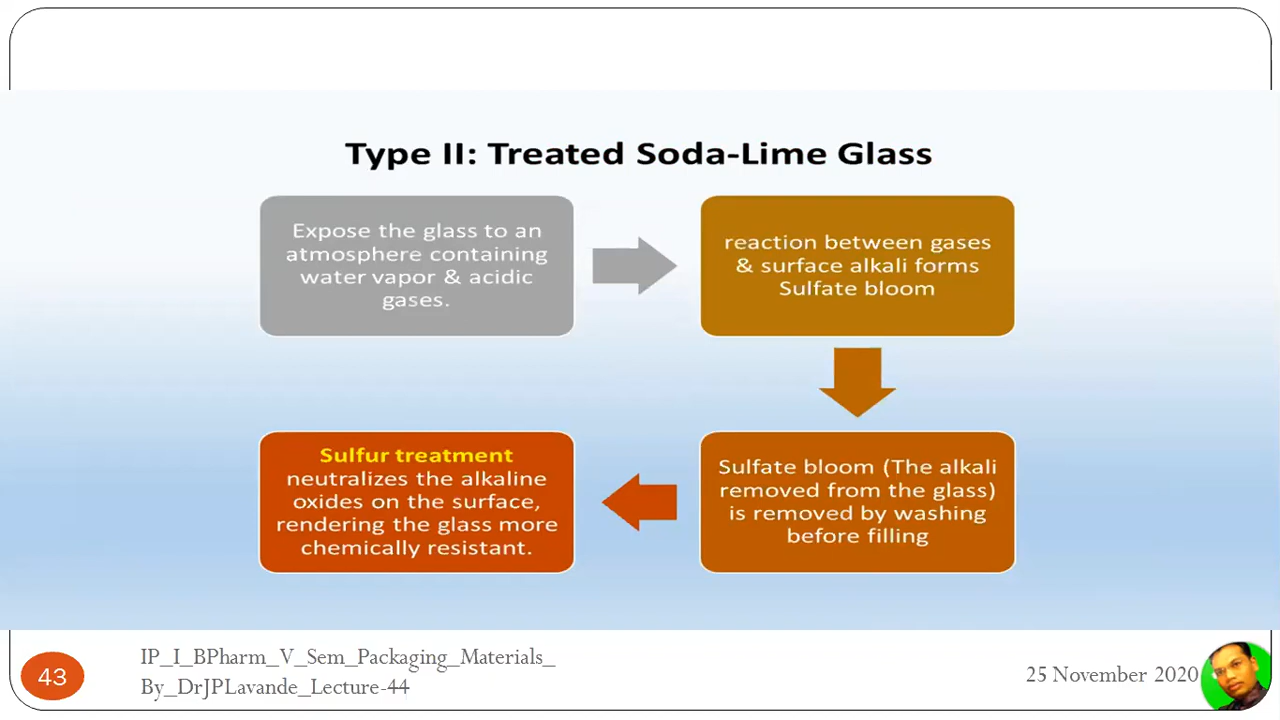 Type II: Treated Soda-Lime Glass
Expose the glass to an
atmosphere containing
water vapor & acidic
gases.
reaction between gases
& surface alkali forms
Sulfate bloom
Sulfate bloom (The alkali
removed from the glass)
is removed by washing
before filling
Sulfur treatment
neutralizes the alkaline
oxides on the surface,
rendering the glass more
chemically resistant.
43
IP_I_BPharm_V_Sem_Packaging_Materials_
By_DrJPLavande_Lecture-44
25 November 2020